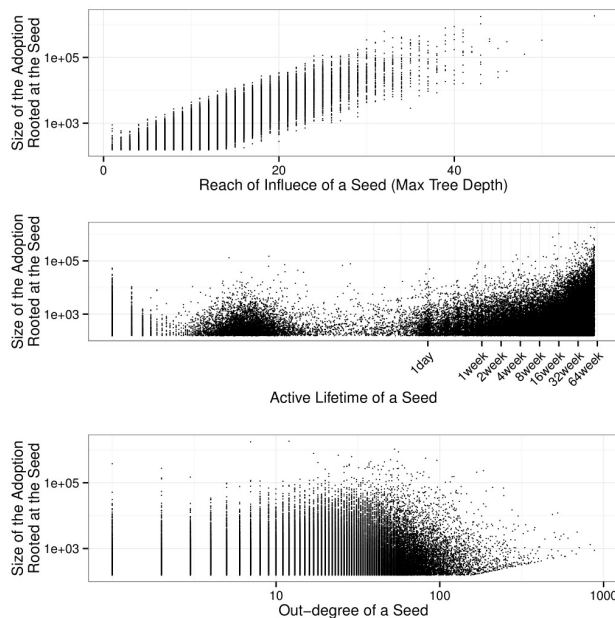 Size of the Adoption
Rooted at the Seed
1e+05
1e+03
0
20
40
Reach of Influece of a Seed (Max Tree Depth)
Size of the Adoption
Rooted at the Seed
1e+05
1e+03
1day
1week
2week
4week
8week
16week
32week
64week
Active Lifetime of a Seed
Size of the Adoption
Rooted at the Seed
1e+05
1e+03
10
100
1000
Out−degree of a Seed